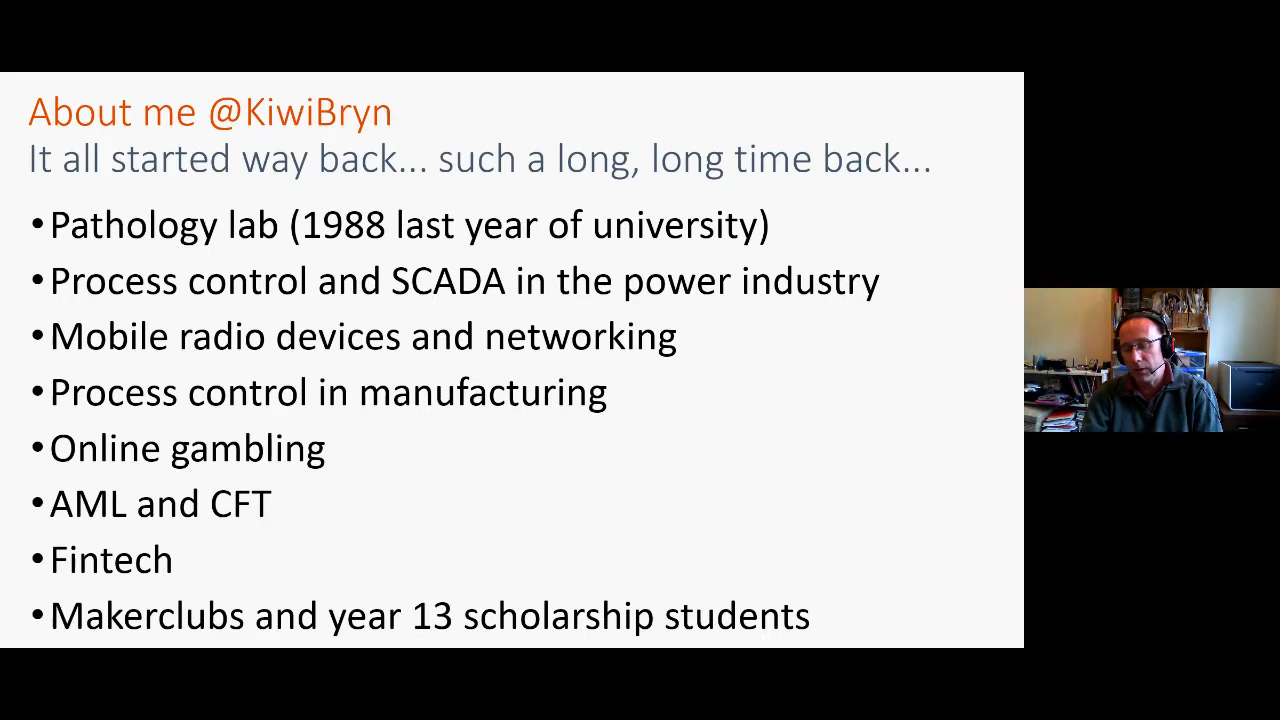 About me @KiwiBryn
It all started way back... such a long, long time back...
•Pathology lab (1988 last year of university)
•Process control and SCADA in the power industry
•Mobile radio devices and networking
•Process control in manufacturing
•Online gambling
•AML and CFT
•Fintech
•Makerclubs and year 13 scholarship students